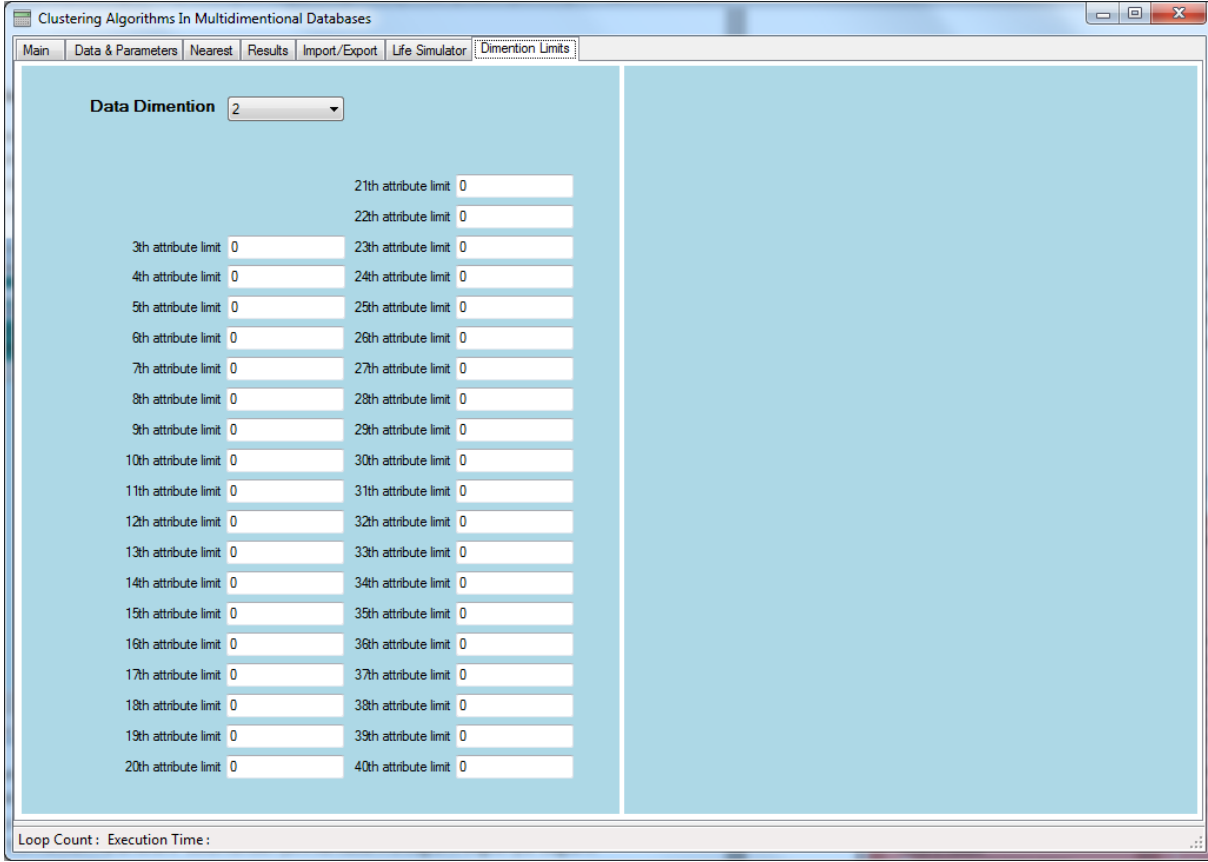 Clustering Algorithms In Multidimentional Databases
Main Data & Parameters Nearest Results Import/Export Life Simulator Dimention Limits
Data Dimention 2
21th attribute limit 0
22th attribute limit 0
3th attribute limit 0 23th attribute limit 0
4th attribute limit 0 24th attribute limit 0
5th attribute limit 0 25th attribute limit 0
6th attribute limit 0 26th attribute limit 0
7th attribute limit 0 27th attribute limit 0
8th attribute limit 0 28th attribute limit 0
9th attribute limit 0 29th attribute limit 0
10th attribute limit 0 30th attribute limit 0
11th attribute limit 0 31th attribute limit 0
12th attribute limit 0 32th attribute limit 0
13th attribute limit 0 33th attribute limit 0
14th attribute limit 0 34th attribute limit 0
15th attribute limit 0 35th attribute limit 0
16th attribute limit 0 36th attribute limit 0
17th attribute limit 0 37th attribute limit 0
18th attribute limit 0 38th attribute limit 0
19th attribute limit 0 39th attribute limit 0
20th attribute limit 0 40th attribute limit 0
Loop Count : Execution Time :